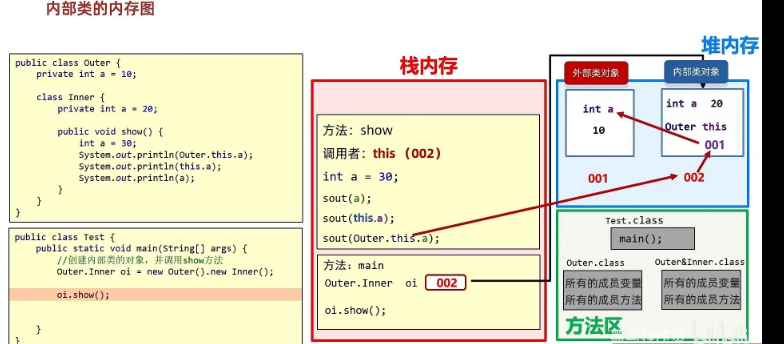 内部类的内存图
public class Outer {
private int a = 10;
class Inner {
private int a = 20;
public void show() {
int a = 30;
System.out.println(Outer.this.a);
System.out.println(this.a);
System.out.println(a);
}
}
}
public class Test {
public static void main(String[] args) {
//创建内部类的对象，并调用show方法
Outer.Inner oi = new Outer().new Inner();
oi.show();
}
}
栈内存
方法：show
调用者：this (002)
int a = 30;
sout(a);
sout(this.a);
sout(Outer.this.a);
方法：main
Outer.Inner oi 002
oi.show();
堆内存
外部类对象
int a
10
001
内部类对象
int a 20
Outer this
001
002
Test.class
main();
Outer.class
所有的成员变量
所有的成员方法
Outer&Inner.class
所有的成员变量
所有的成员方法
方法区